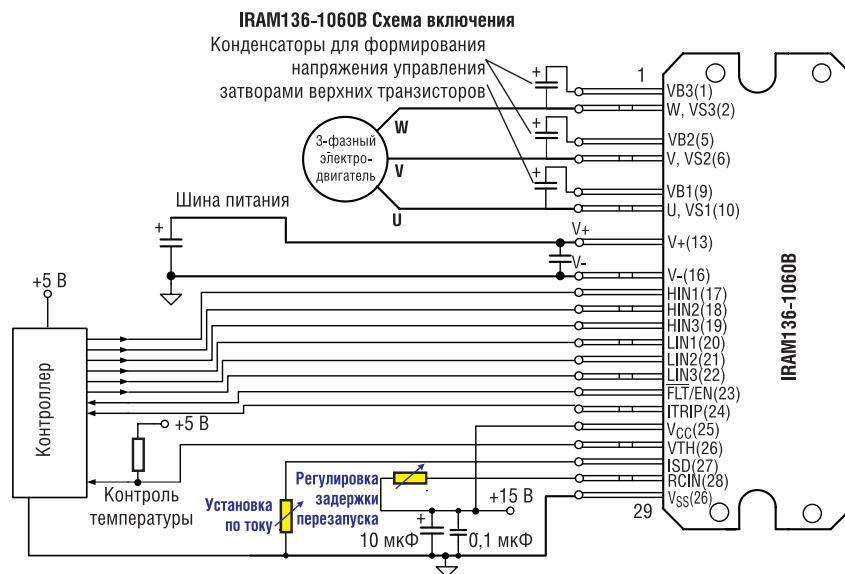 IRAM136-1060B Схема включения
Конденсаторы для формирования
напряжения управления
затворами верхних транзисторов
+
+
+
W
V
U
3-фазный
электро-
двигатель
Шина питания
+
V+
V-
+5 В
Контроллер
+5 В
Контроль
температуры
Установка
по току
Регулировка
задержки
перезапуска
+15 В
+
10 мкФ
0,1 мкФ
1
VB3(1)
W, VS3(2)
VB2(5)
V, VS2(6)
VB1(9)
U, VS1(10)
V+(13)
V-(16)
HIN1(17)
HIN2(18)
HIN3(19)
LIN1(20)
LIN2(21)
LIN3(22)
FLT/EN(23)
ITRIP(24)
VCC(25)
VTH(26)
ISD(27)
RCIN(28)
VSS(26)
29
IRAM136-1060B